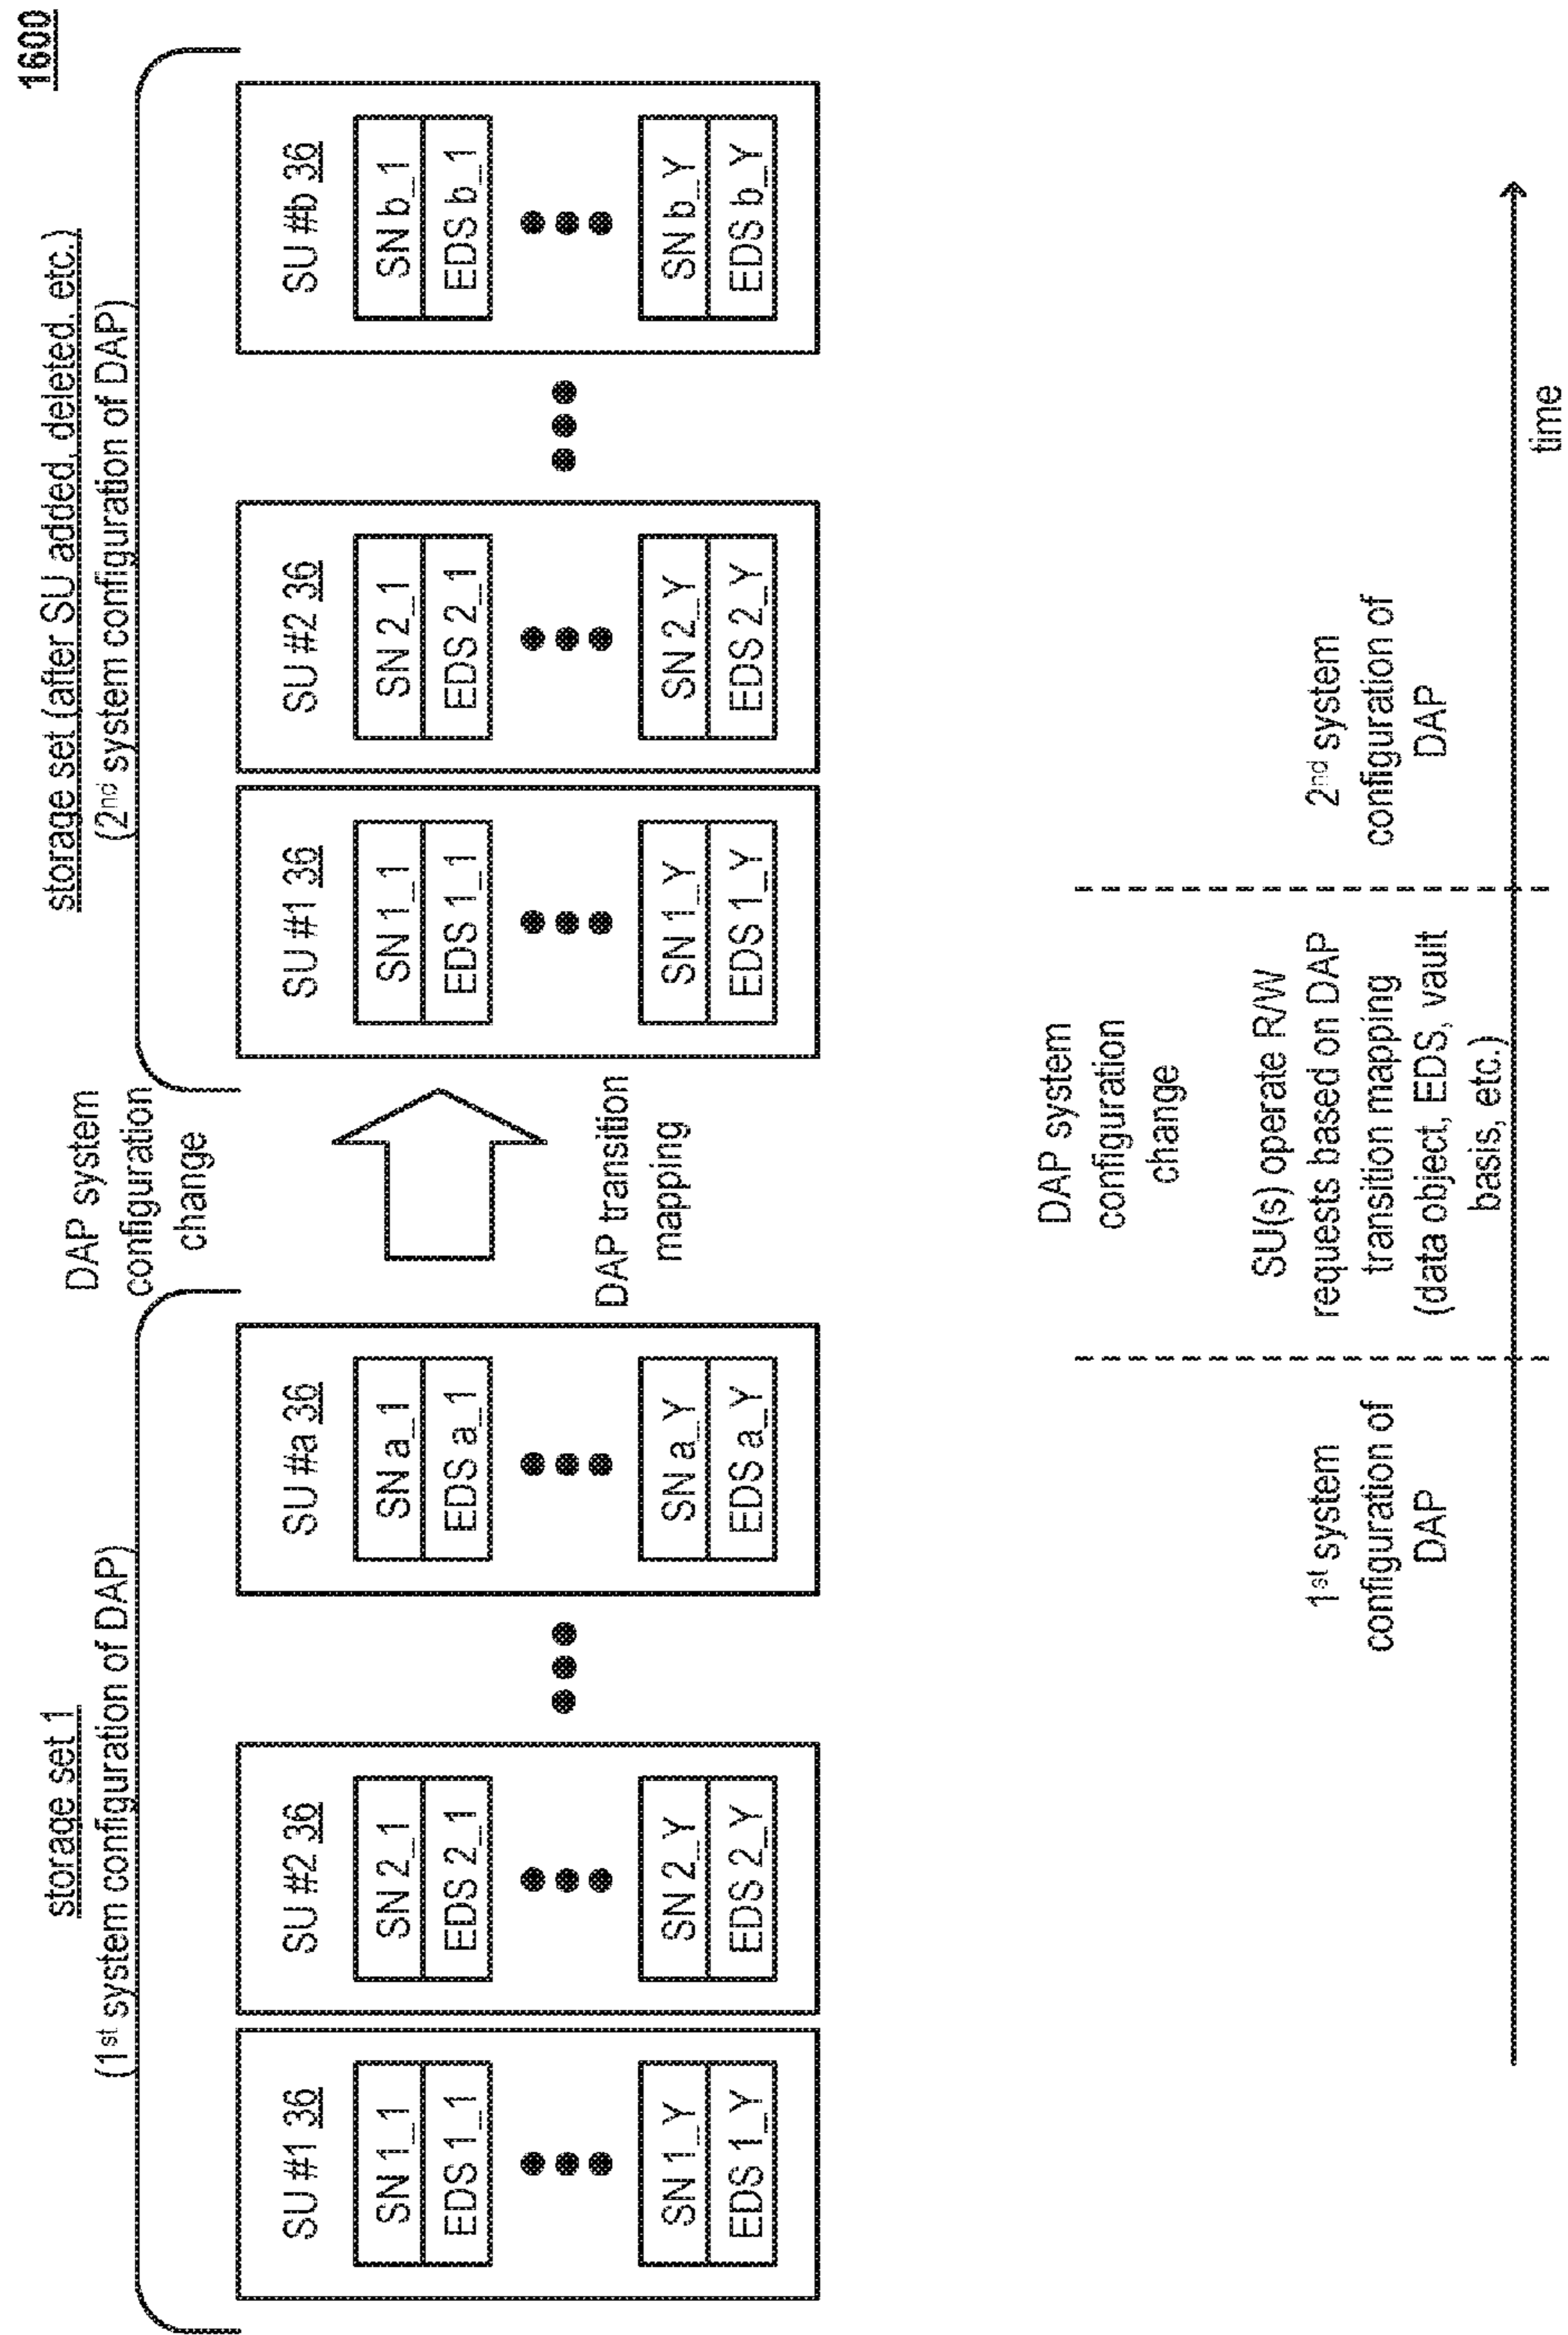 1600
storage set 1
(1st system configuration of DAP)
SU #1 36
SN 1_1
EDS 1_1
SN 1_Y
EDS 1_Y
SU #2 36
SN 2_1
EDS 2_1
SN 2_Y
EDS 2_Y
SU #a 36
SN a_1
EDS a_1
SN a_Y
EDS a_Y
DAP system
configuration
change
DAP transition
mapping
storage set (after SU added, deleted, etc.)
(2nd system configuration of DAP)
SU #1 36
SN 1_1
EDS 1_1
SN 1_Y
EDS 1_Y
SU #2 36
SN 2_1
EDS 2_1
SN 2_Y
EDS 2_Y
SU #b 36
SN b_1
EDS b_1
SN b_Y
EDS b_Y
1st system
configuration of
DAP
DAP system
configuration
change
SU(s) operate R/W
requests based on DAP
transition mapping
(data object, EDS, vault
basis, etc.)
2nd system
configuration of
DAP
time